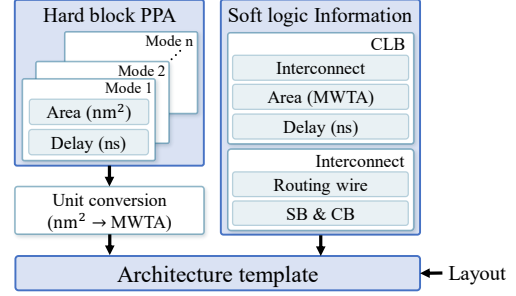 Hard block PPA
Mode n
Mode 2
Mode 1
Area (nm²)
Delay (ns)
Unit conversion
(nm² → MWTA)
Soft logic Information
CLB
Interconnect
Area (MWTA)
Delay (ns)
Interconnect
Routing wire
SB & CB
Architecture template
Layout